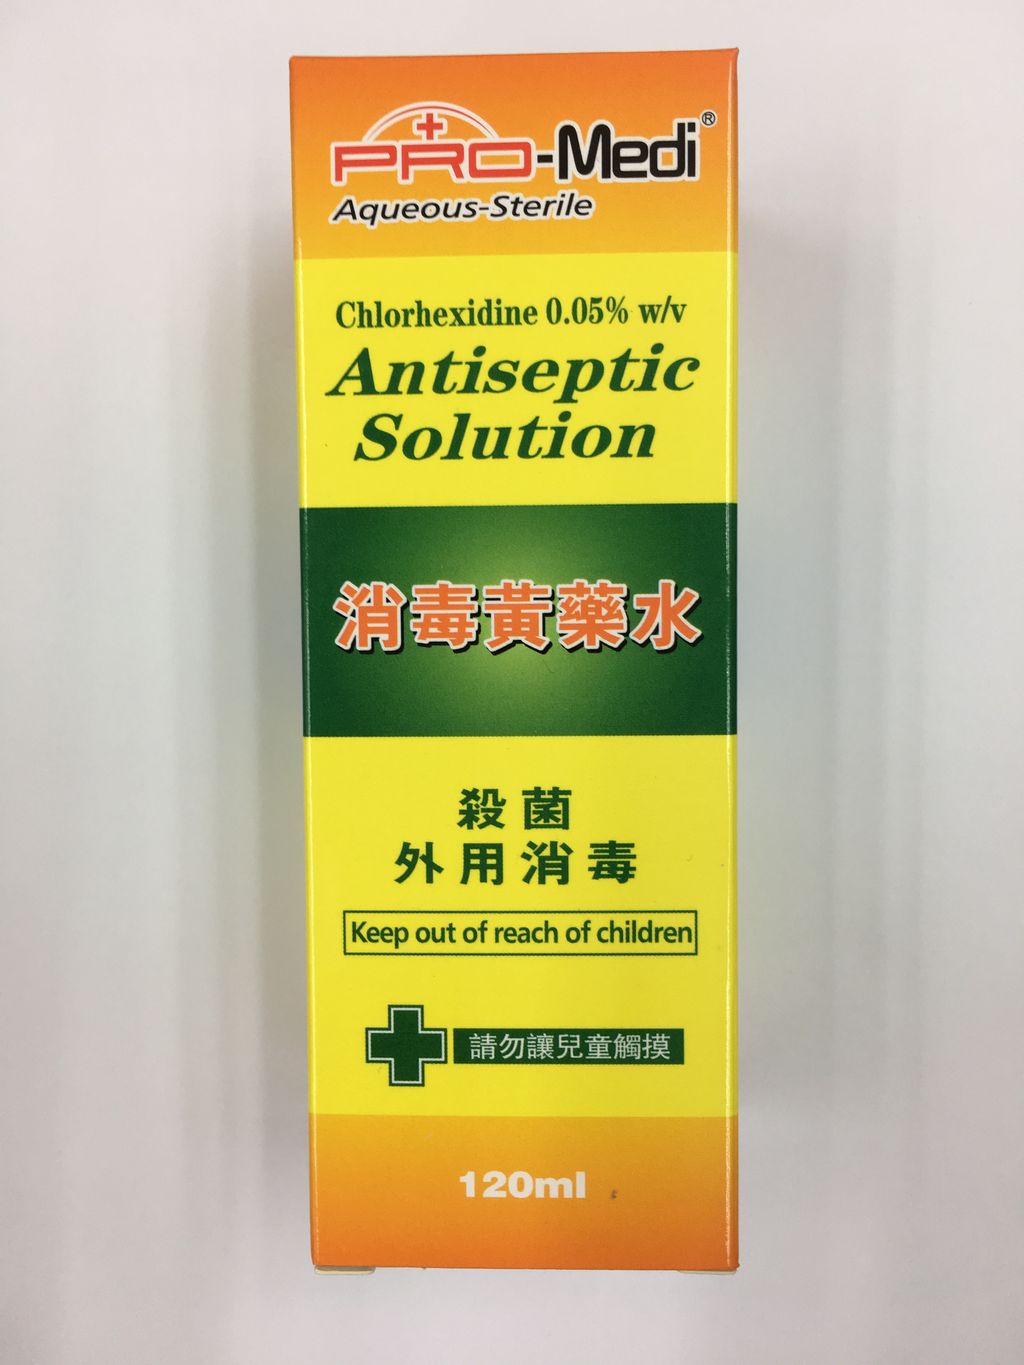 PRO-Medi®
Aqueous-Sterile
Chlorhexidine 0.05% w/v
Antiseptic
Solution
消毒黃藥水
殺菌
外用消毒
Keep out of reach of children
請勿讓兒童觸摸
120ml